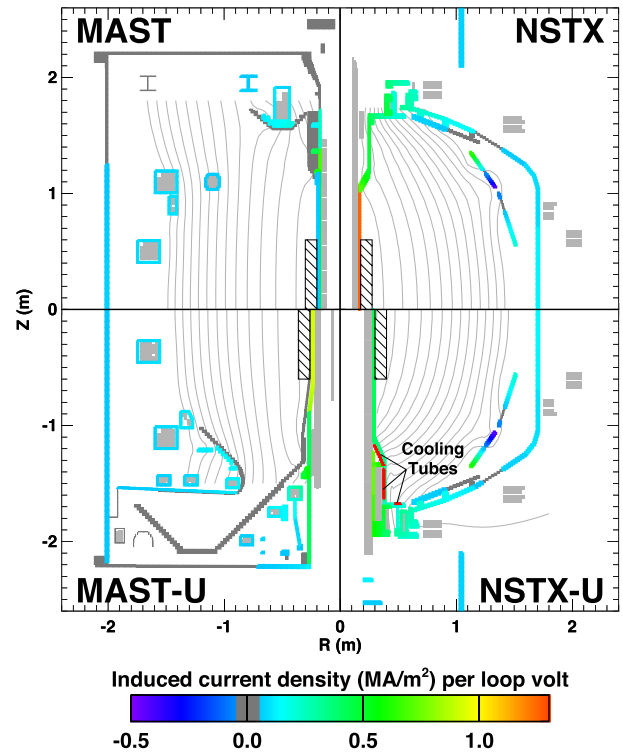 MAST
NSTX
2
1
0
-1
-2
Z (m)
Cooling
Tubes
MAST-U
NSTX-U
-2
-1
0
1
2
R (m)
Induced current density (MA/m²) per loop volt
-0.5
0.0
0.5
1.0